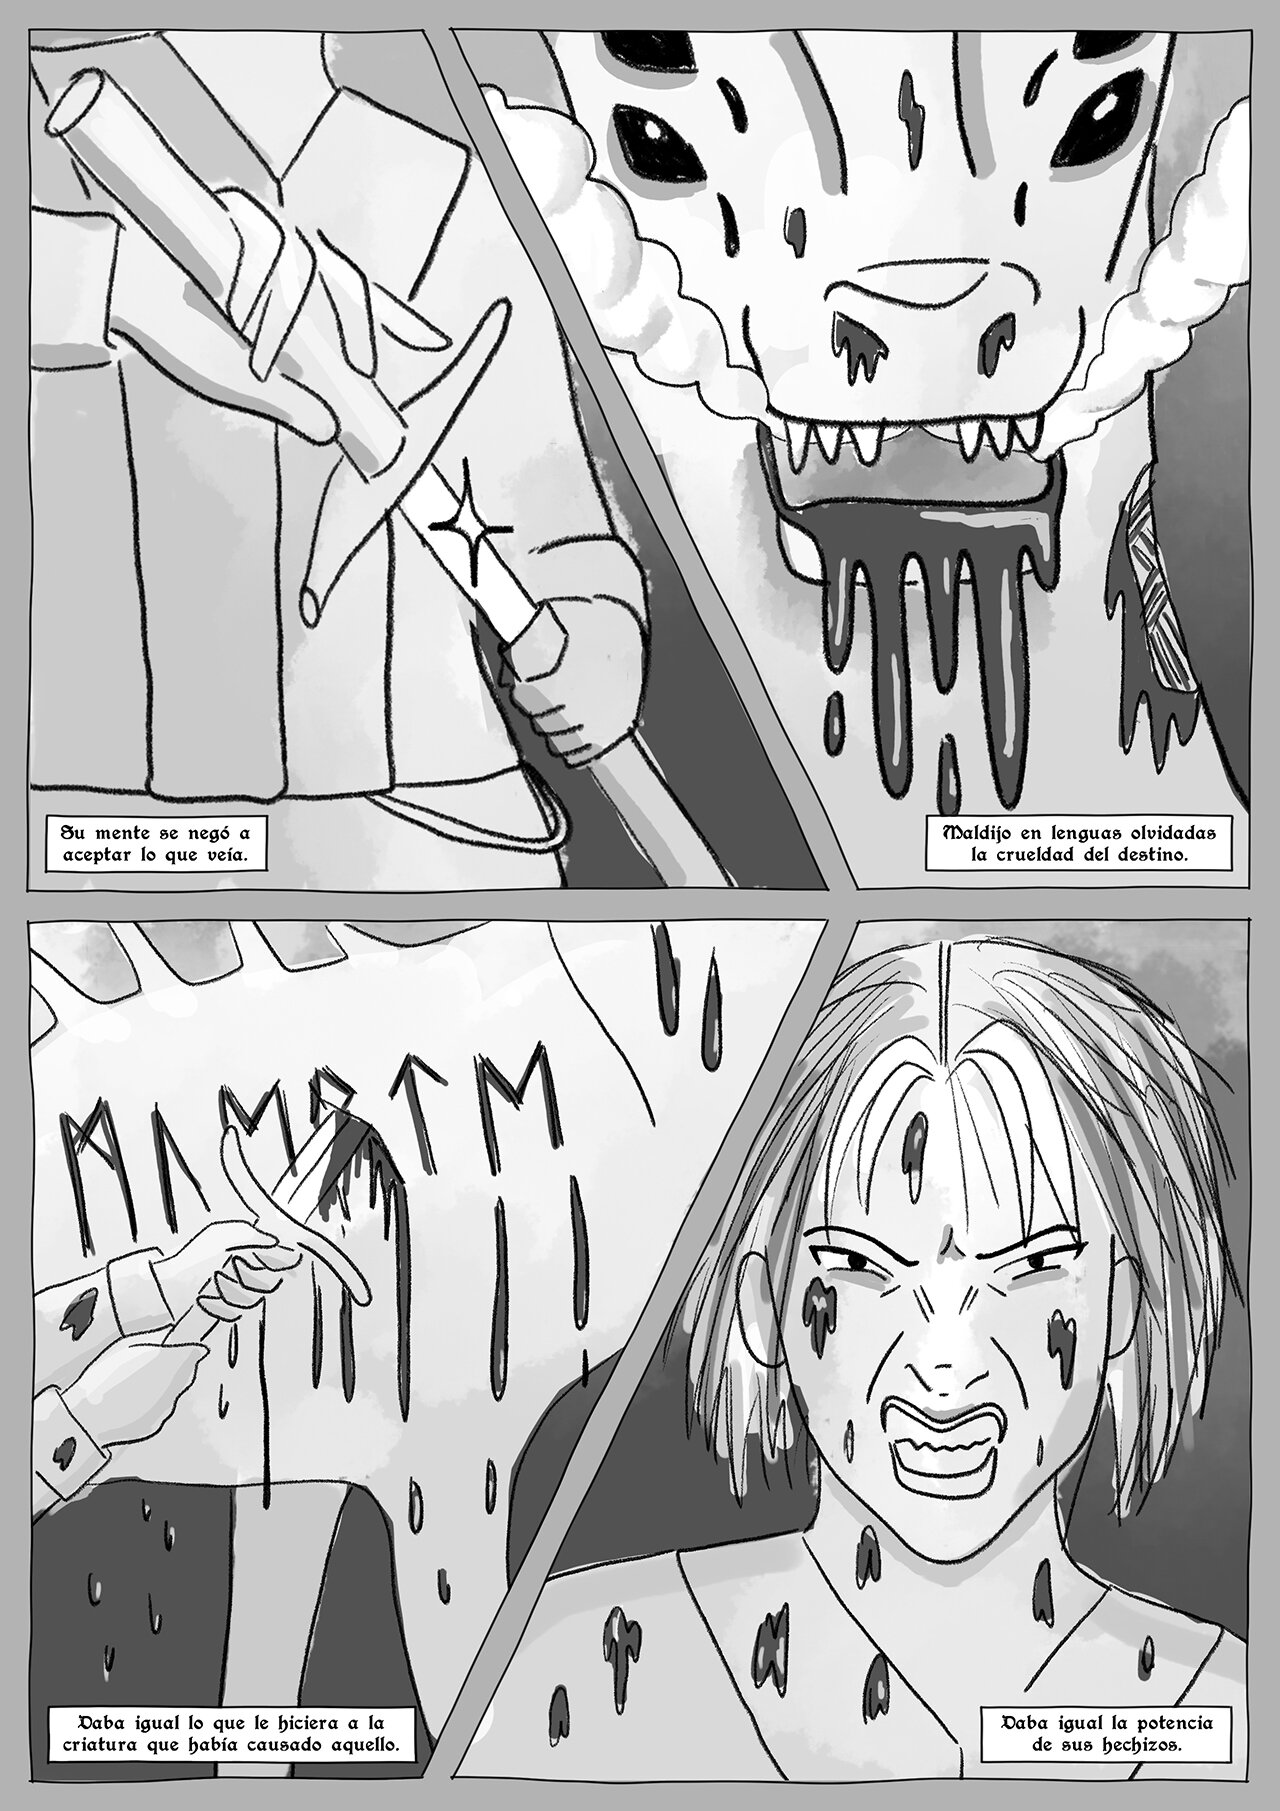 Su mente se negó a
aceptar lo que veía.
Maldijo en lenguas olvidadas
la crueldad del destino.
ᛗᚢᛖᚱᛏᛖ
Daba igual lo que le hiciera a la
criatura que había causado aquello.
Daba igual la potencia
de sus hechizos.